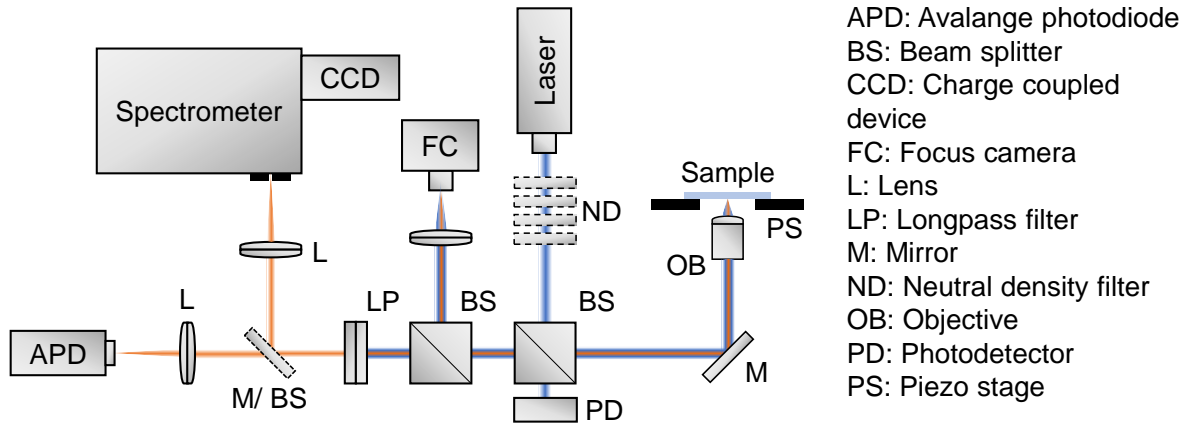 Spectrometer
CCD
FC
Laser
ND
Sample
PS
OB
L
L
LP
BS
BS
APD
M/ BS
PD
M
APD: Avalange photodiode
BS: Beam splitter
CCD: Charge coupled
device
FC: Focus camera
L: Lens
LP: Longpass filter
M: Mirror
ND: Neutral density filter
OB: Objective
PD: Photodetector
PS: Piezo stage